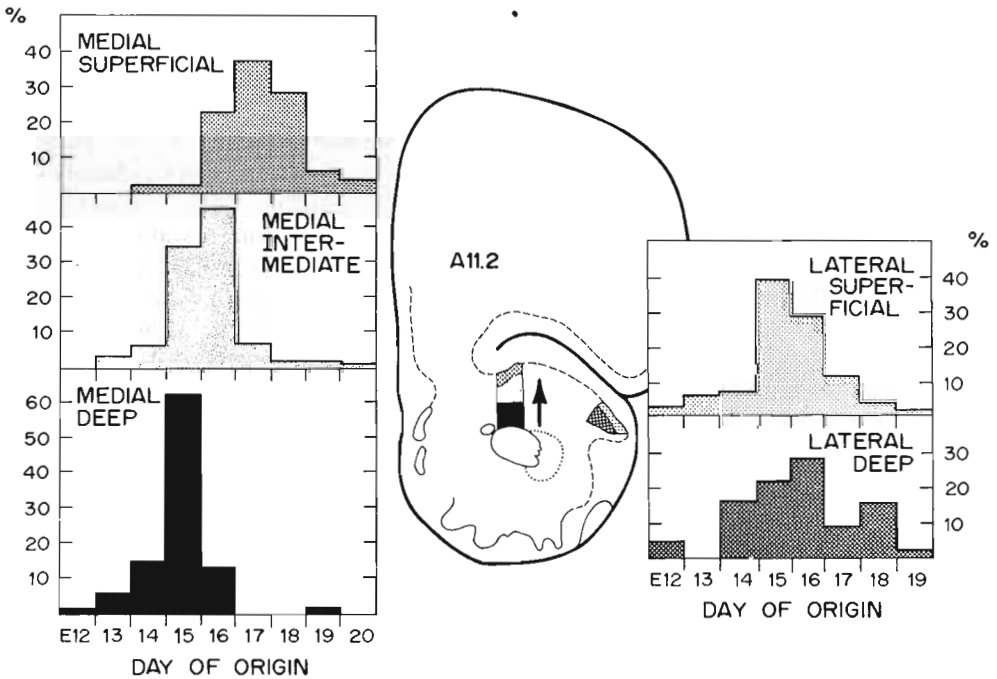 %
MEDIAL
SUPERFICIAL
40
30
20
10
MEDIAL
INTER-
MEDIATE
40
30
20
10
MEDIAL
DEEP
60
50
40
30
20
10
E12 13 14 15 16 17 18 19 20
DAY OF ORIGIN
A11.2
%
LATERAL
SUPER-
FICIAL
40
30
20
10
LATERAL
DEEP
30
20
10
E12 13 14 15 16 17 18 19
DAY OF ORIGIN